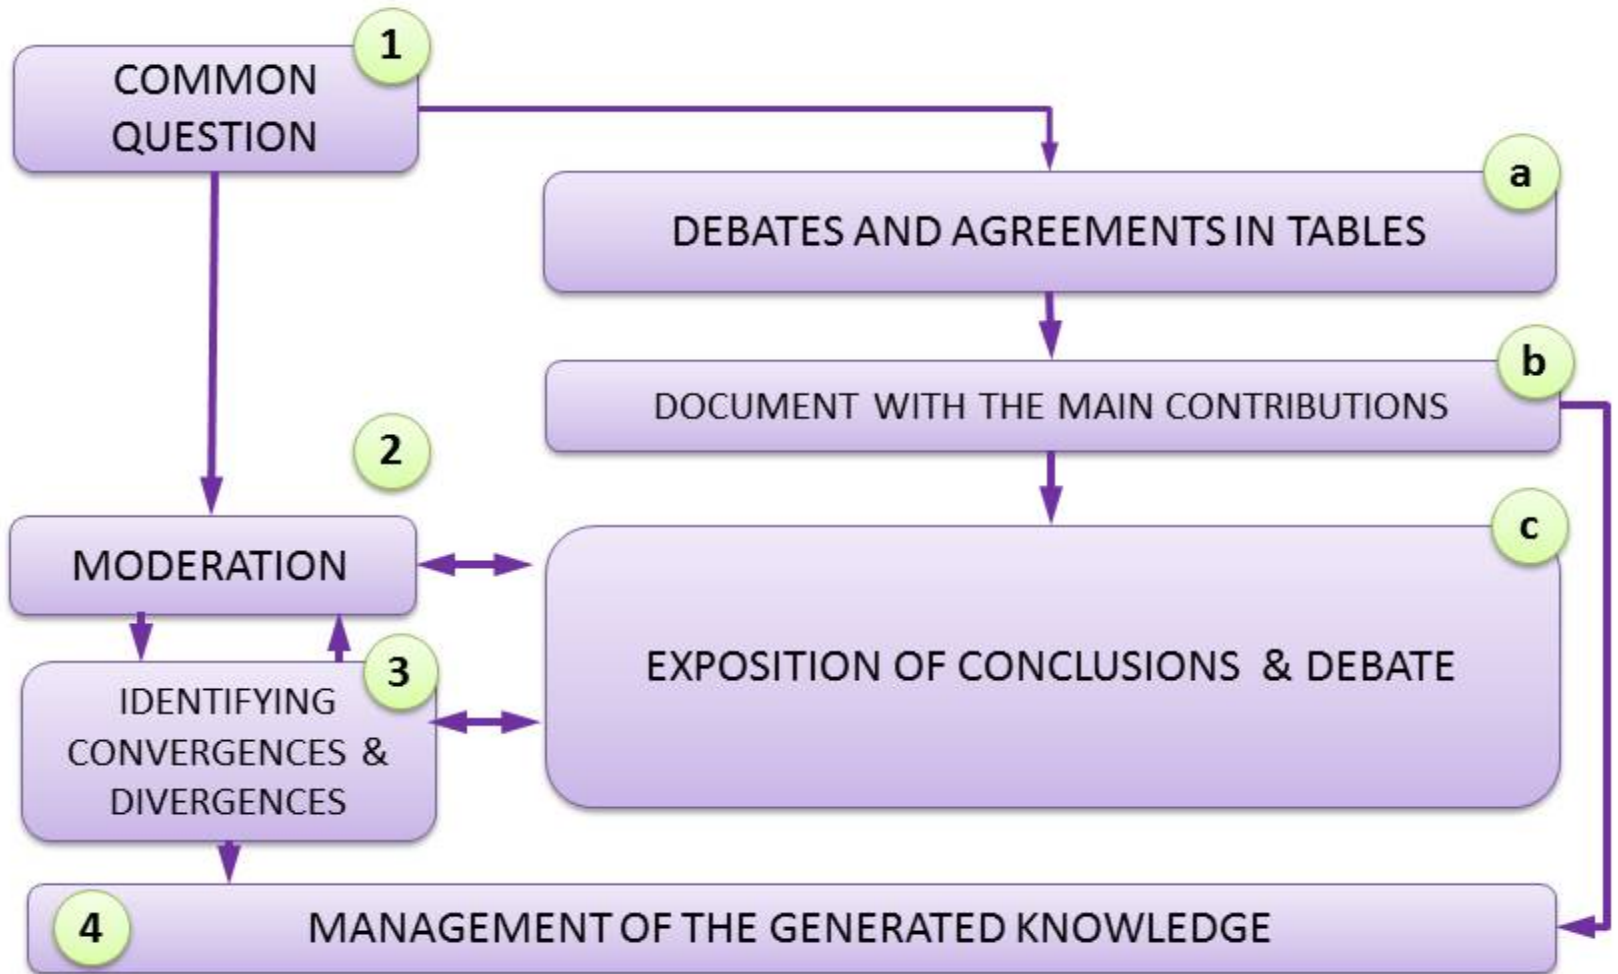 1
COMMON
QUESTION
a
DEBATES AND AGREEMENTS IN TABLES
b
DOCUMENT WITH THE MAIN CONTRIBUTIONS
2
MODERATION
c
EXPOSITION OF CONCLUSIONS & DEBATE
3
IDENTIFYING
CONVERGENCES &
DIVERGENCES
4 MANAGEMENT OF THE GENERATED KNOWLEDGE